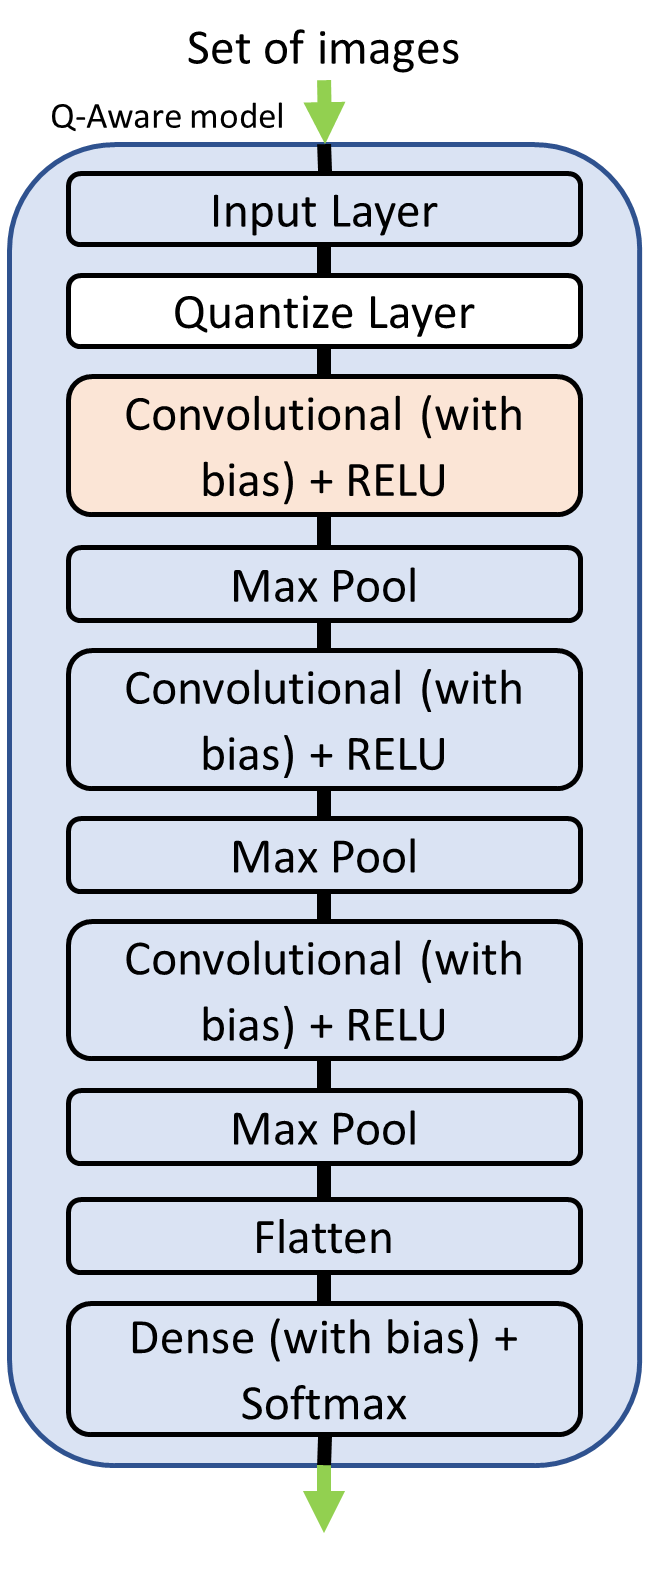 Set of images
Q-Aware model
Input Layer
Quantize Layer
Convolutional (with
bias) + RELU
Max Pool
Convolutional (with
bias) + RELU
Max Pool
Convolutional (with
bias) + RELU
Max Pool
Flatten
Dense (with bias) +
Softmax